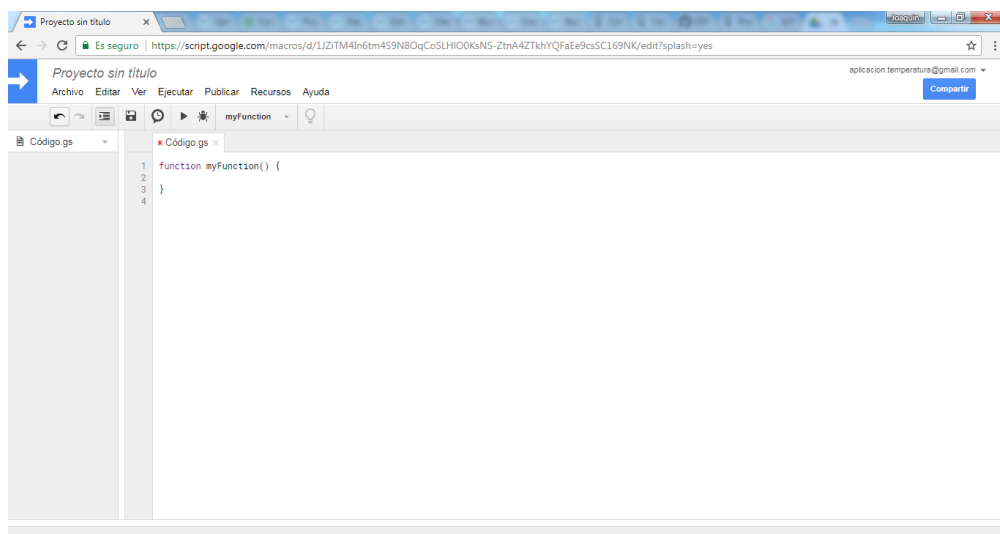 Proyecto sin título
Joaquín
Es seguro | https://script.google.com/macros/d/1JZiTM4In6tm4S9N8OqCoSLHIO0KsNS-ZtnA4ZTkhYQFaEe9csSC169NK/edit?splash=yes
Proyecto sin título
aplicacion.temperatura@gmail.com
Archivo Editar Ver Ejecutar Publicar Recursos Ayuda
Compartir
myFunction
Código.gs
* Código.gs ×
1 function myFunction() {
2
3 }
4